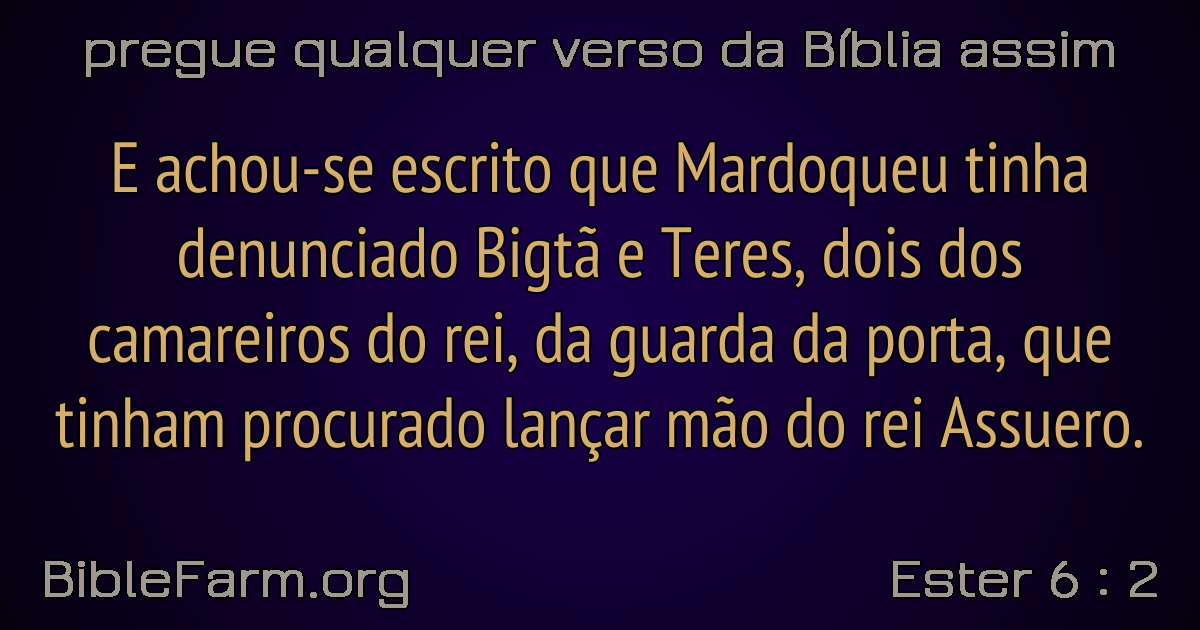 pregue qualquer verso da Bíblia assim
E achou-se escrito que Mardoqueu tinha
denunciado Bigtã e Teres, dois dos
camareiros do rei, da guarda da porta, que
tinham procurado lançar mão do rei Assuero.
BibleFarm.org
Ester 6 : 2